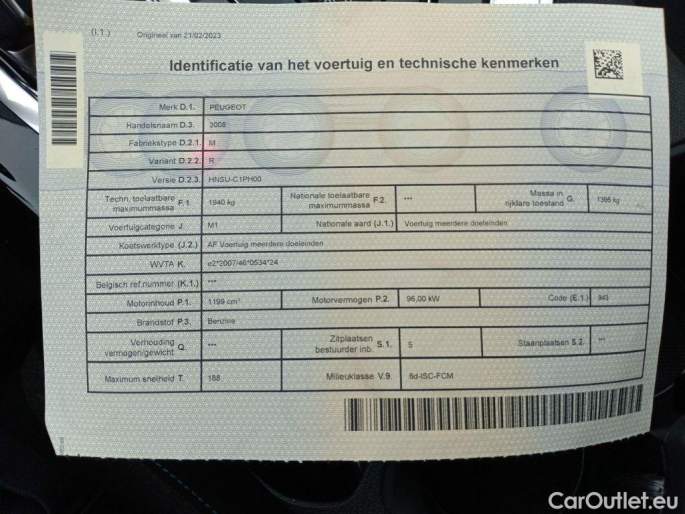 (I.1.) Origineel van 21/02/2023
Identificatie van het voertuig en technische kenmerken
Merk D.1. PEUGEOT
Handelsnaam D.3. 3008
Fabriekstype D.2.1. M
Variant D.2.2. R
Versie D.2.3. HNSU-C1PH00
Techn. toelaatbare maximummassa F.1. 1940 kg Nationale toelaatbare maximummassa F.2. *** Massa in rijklare toestand G. 1395 kg
Voertuigcategorie J. M1 Nationale aard (J.1.) Voertuig meerdere doeleinden
Koetswerktype (J.2.) AF Voertuig meerdere doeleinden
WVTA K. e2*2007/46*0534*24
Belgisch ref.nummer (K.1.) ***
Motorinhoud P.1. 1199 cm³ Motorvermogen P.2. 96,00 kW Code (E.1.) 943
Brandstof P.3. Benzine
Verhouding vermogen/gewicht Q. *** Zitplaatsen bestuurder inb. S.1. 5 Staanplaatsen S.2. ***
Maximum snelheid T. 188 Milieuklasse V.9. 6d-ISC-FCM
CarOutlet.eu